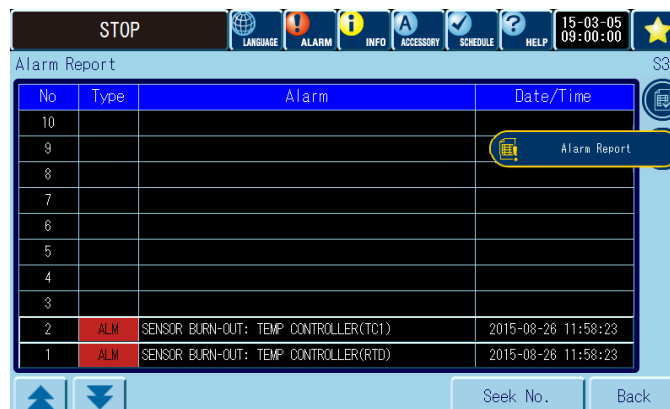 STOP
LANGUAGE ALARM INFO ACCESSORY SCHEDULE HELP 15-03-05
09:00:00
Alarm Report S3
No Type Alarm Date/Time
10
9
Alarm Report
8
7
6
5
4
3
2 ALM SENSOR BURN-OUT: TEMP CONTROLLER(TC1) 2015-08-26 11:58:23
1 ALM SENSOR BURN-OUT: TEMP CONTROLLER(RTD) 2015-08-26 11:58:23
Seek No. Back